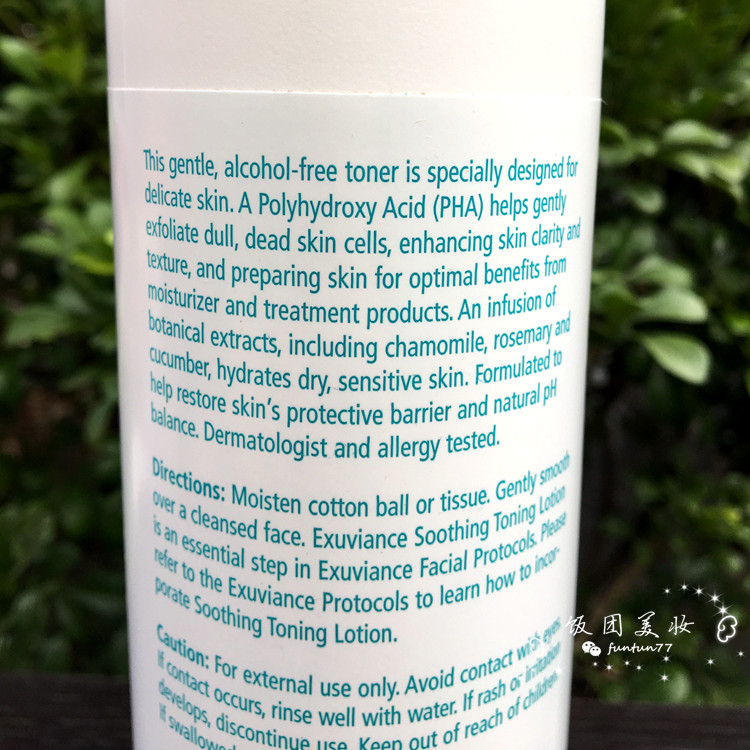 This gentle, alcohol-free toner is specially designed for
delicate skin. A Polyhydroxy Acid (PHA) helps gently
exfoliate dull, dead skin cells, enhancing skin clarity and
texture, and preparing skin for optimal benefits from
moisturizer and treatment products. An infusion of
botanical extracts, including chamomile, rosemary and
cucumber, hydrates dry, sensitive skin. Formulated to
help restore skin's protective barrier and natural pH
balance. Dermatologist and allergy tested.
Directions: Moisten cotton ball or tissue. Gently smooth
over a cleansed face. Exuviance Soothing Toning Lotion
is an essential step in Exuviance Facial Protocols. Please
refer to the Exuviance Protocols to learn how to incor-
porate Soothing Toning Lotion.
Caution: For external use only. Avoid contact with eyes.
If contact occurs, rinse well with water. If rash or irritation
develops, discontinue use. Keep out of reach of children.
If swallowed
饭团美妆
funtun77